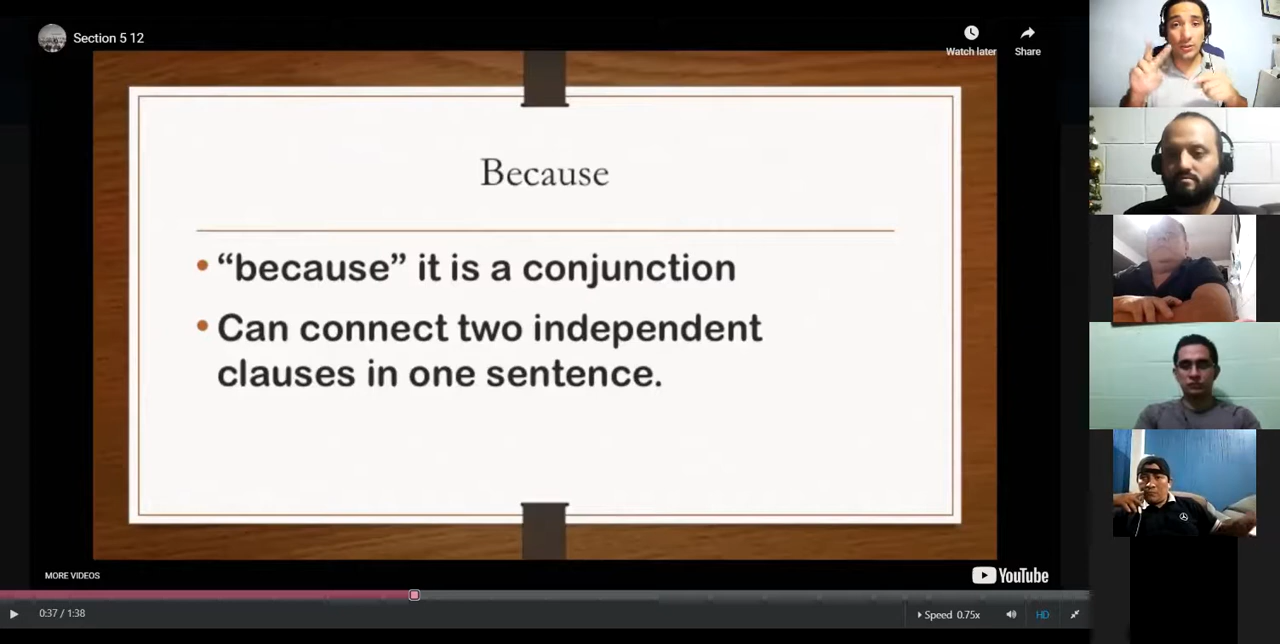 Section 5 12
Watch later
Share
Because
• “because” it is a conjunction
• Can connect two independent
clauses in one sentence.
MORE VIDEOS
YouTube
0:37 / 1:38
Speed 0.75x
HD